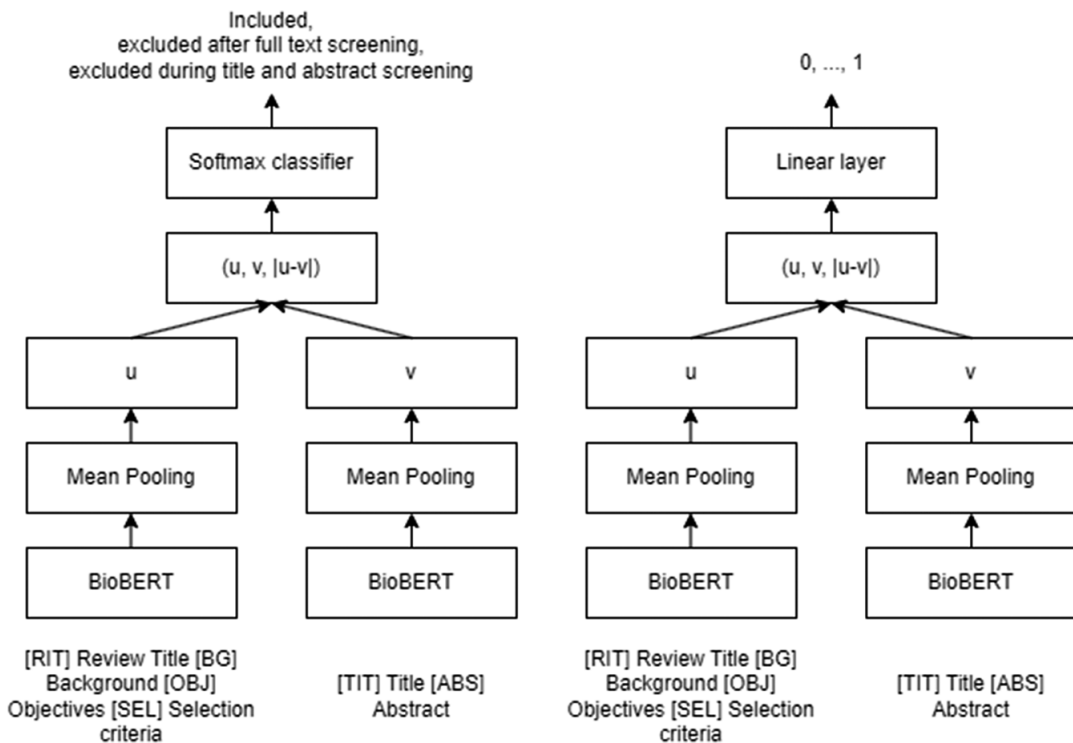 Included,
excluded after full text screening,
excluded during title and abstract screening
Softmax classifier
(u, v, |u-v|)
u
v
Mean Pooling
Mean Pooling
BioBERT
BioBERT
[RIT] Review Title [BG]
Background [OBJ]
Objectives [SEL] Selection
criteria
[TIT] Title [ABS]
Abstract
0, ..., 1
Linear layer
(u, v, |u-v|)
u
v
Mean Pooling
Mean Pooling
BioBERT
BioBERT
[RIT] Review Title [BG]
Background [OBJ]
Objectives [SEL] Selection
criteria
[TIT] Title [ABS]
Abstract